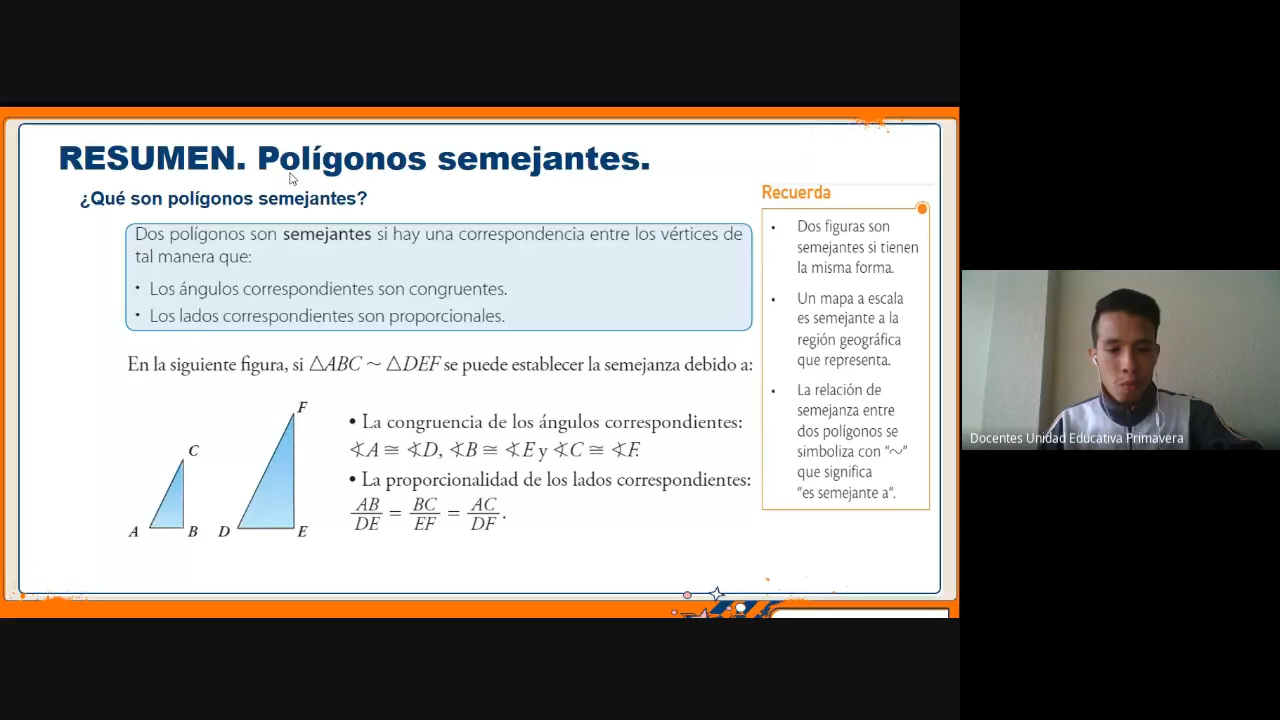 RESUMEN. Polígonos semejantes.
¿Qué son polígonos semejantes?
Dos polígonos son semejantes si hay una correspondencia entre los vértices de
tal manera que:
• Los ángulos correspondientes son congruentes.
• Los lados correspondientes son proporcionales.
En la siguiente figura, si △ABC ~ △DEF se puede establecer la semejanza debido a:
F
C
A
B
D
E
• La congruencia de los ángulos correspondientes:
∢A ≅ ∢D, ∢B ≅ ∢E y ∢C ≅ ∢F.
• La proporcionalidad de los lados correspondientes:
AB/DE = BC/EF = AC/DF.
Recuerda
• Dos figuras son
semejantes si tienen
la misma forma.
• Un mapa a escala
es semejante a la
región geográfica
que representa.
• La relación de
semejanza entre
dos polígonos se
simboliza con “~”
que significa
“es semejante a”.
Docentes Unidad Educativa Primavera